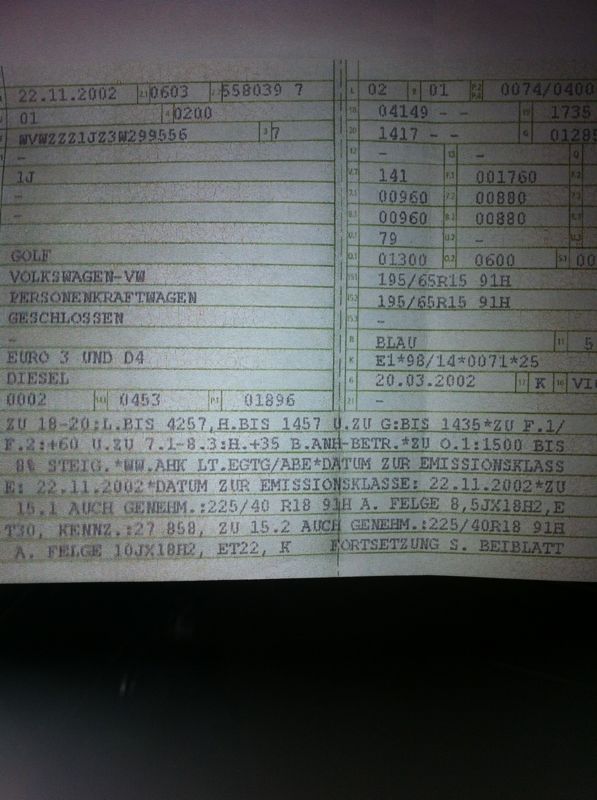 22.11.2002 0603 558039 7
01 0200
WVWZZZ1JZ3W299556 7
-
1J
-
-
GOLF
VOLKSWAGEN-VW
PERSONENKRAFTWAGEN
GESCHLOSSEN
-
EURO 3 UND D4
DIESEL
0002 0453 01896
02 01 0074/0400
04149 - - 1735
1417 - - 0128
- -
141 001760
00960 00880
00960 00880
79 -
01300 0600 00
195/65R15 91H
195/65R15 91H
-
BLAU 5
E1*98/14*0071*25
20.03.2002 K VI
-
ZU 18-20:L.BIS 4257,H.BIS 1457 U.ZU G:BIS 1435*ZU F.1/
F.2:+60 U.ZU 7.1-8.3:H.+35 B.ANH-BETR.*ZU O.1:1500 BIS
8% STEIG.*WW.AHK LT.EGTG/ABE*DATUM ZUR EMISSIONSKLASS
E: 22.11.2002*DATUM ZUR EMISSIONSKLASSE: 22.11.2002*ZU
15.1 AUCH GENEHM.:225/40 R18 91H A. FELGE 8,5JX18H2,E
T30, KENNZ.:27 858, ZU 15.2 AUCH GENEHM.:225/40R18 91H
A. FELGE 10JX18H2, ET22, K FORTSETZUNG S. BEIBLATT